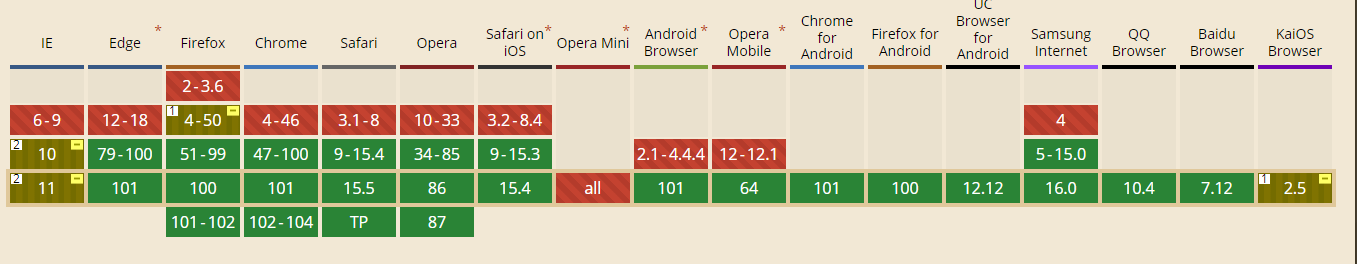 IE
Edge *
Firefox
Chrome
Safari
Opera
Safari on *
iOS
Opera Mini *
Android *
Browser
Opera *
Mobile
Chrome
for
Android
Firefox for
Android
UC
Browser
for
Android
Samsung
Internet
QQ
Browser
Baidu
Browser
KaiOS
Browser
2-3.6
6-9 12-18 1 4-50 4-46 3.1-8 10-33 3.2-8.4 4
2 10 79-100 51-99 47-100 9-15.4 34-85 9-15.3 2.1-4.4.4 12-12.1 5-15.0
2 11 101 100 101 15.5 86 15.4 all 101 64 101 100 12.12 16.0 10.4 7.12 1 2.5
101-102 102-104 TP 87